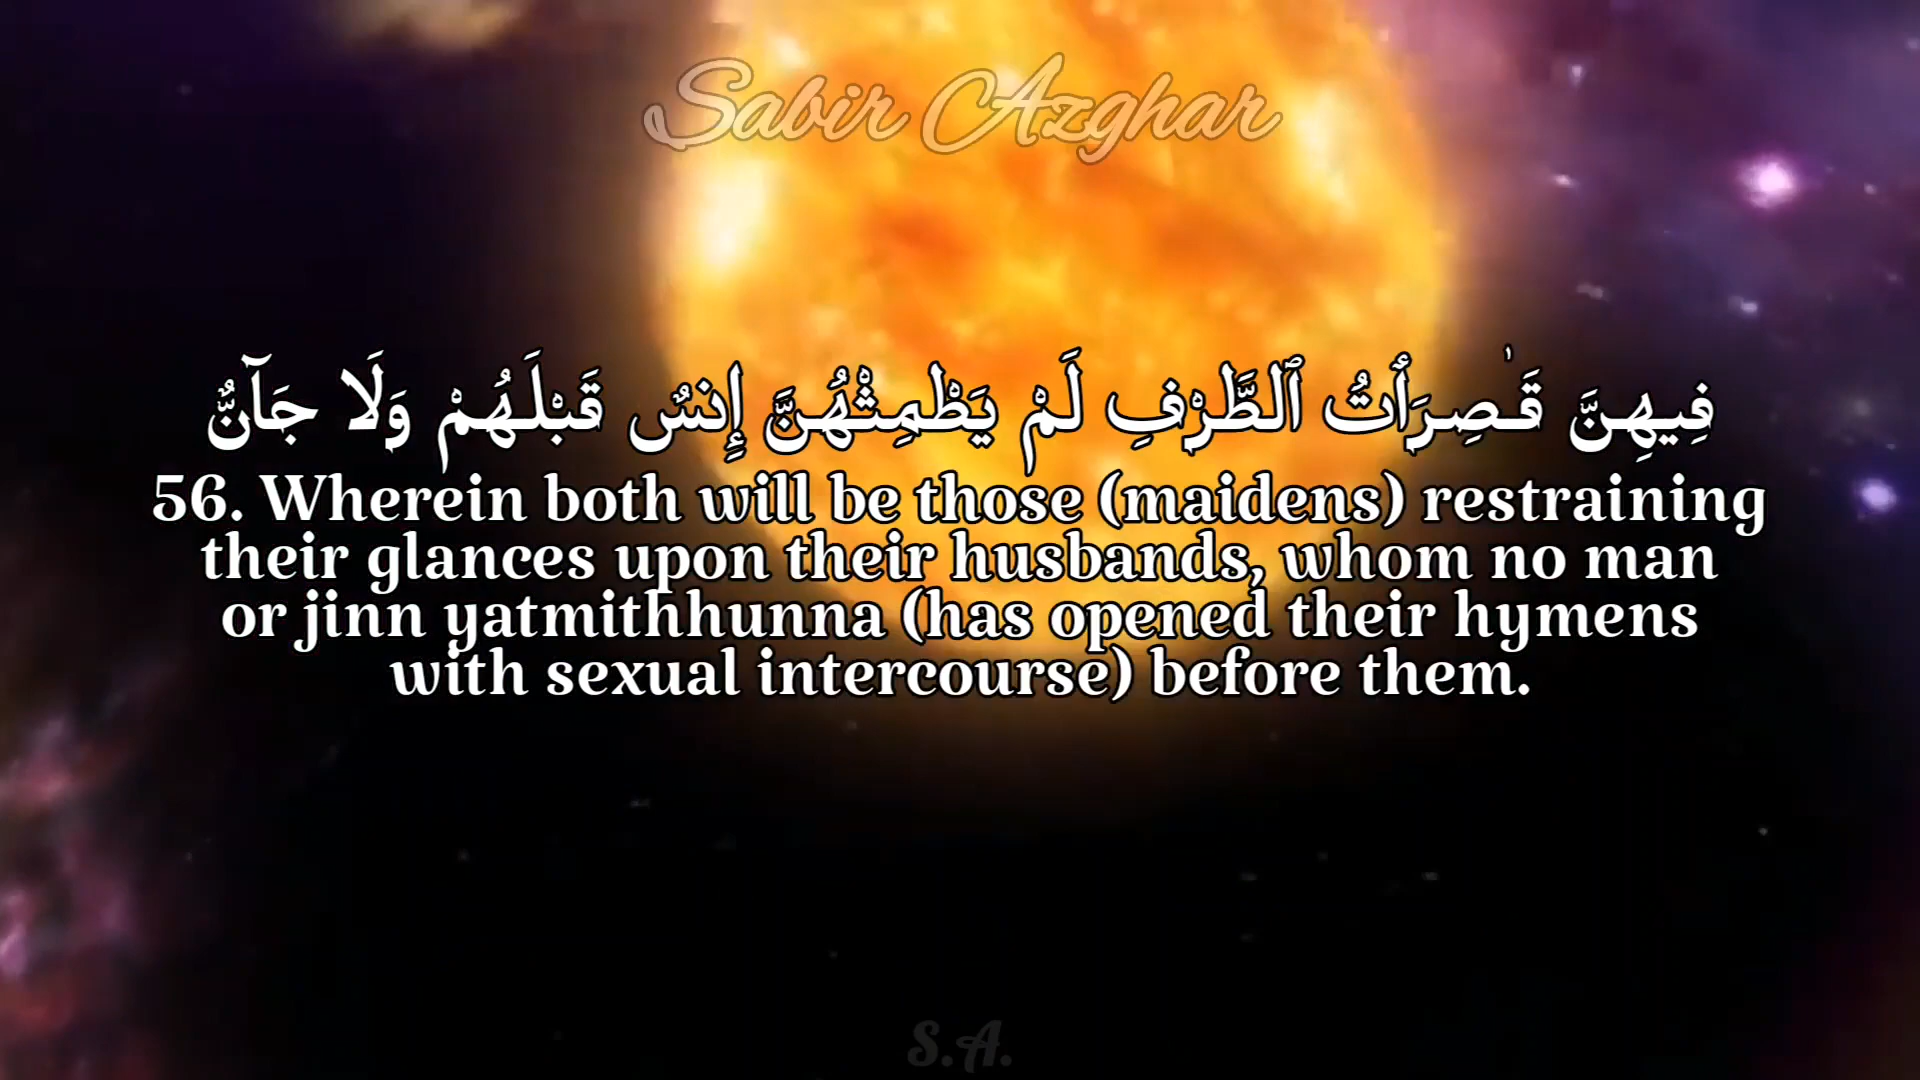 Sabir Azghar
فِيهِنَّ قَـٰصِرَٰتُ ٱلطَّرْفِ لَمْ يَطْمِثْهُنَّ إِنسٌ قَبْلَهُمْ وَلَا جَآنٌّ
56. Wherein both will be those (maidens) restraining
their glances upon their husbands, whom no man
or jinn yatmithhunna (has opened their hymens
with sexual intercourse) before them.
S.A.